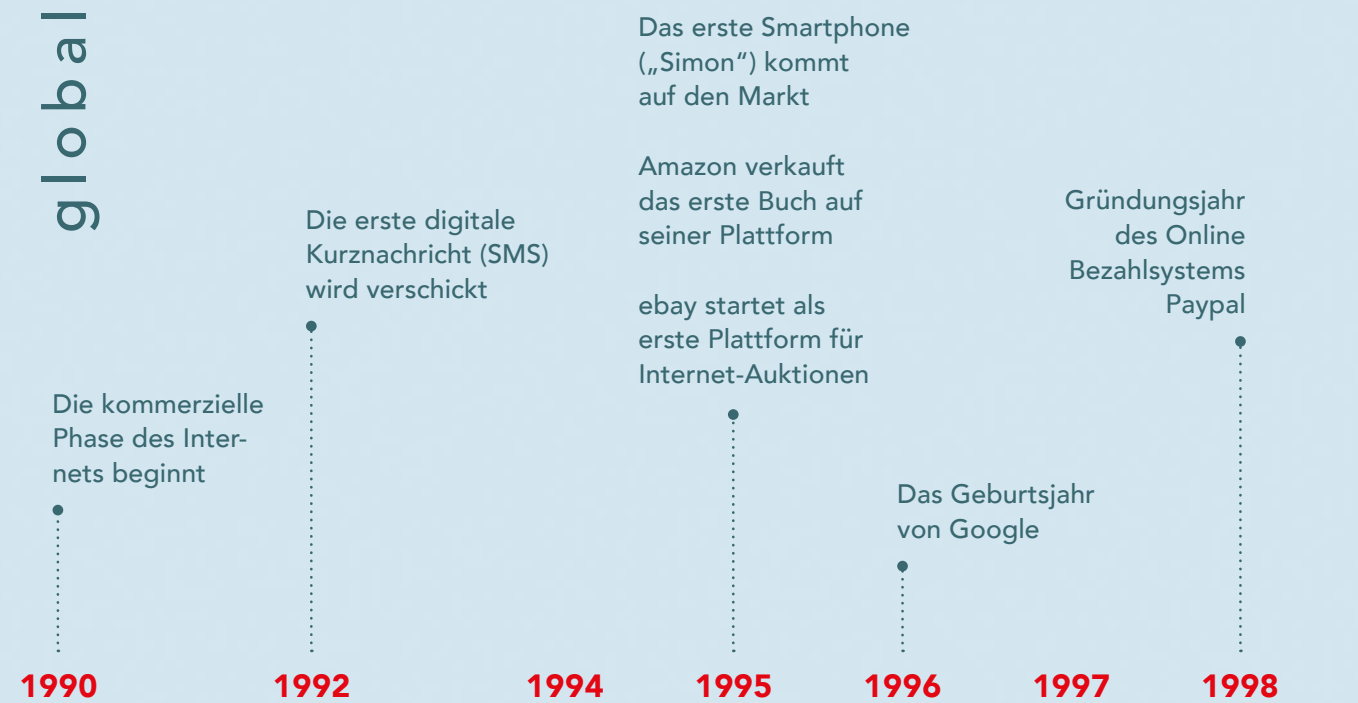 global
Die kommerzielle
Phase des Inter-
nets beginnt
Die erste digitale
Kurznachricht (SMS)
wird verschickt
Das erste Smartphone
(„Simon“) kommt
auf den Markt
Amazon verkauft
das erste Buch auf
seiner Plattform
ebay startet als
erste Plattform für
Internet-Auktionen
Das Geburtsjahr
von Google
Gründungsjahr
des Online
Bezahlsystems
Paypal
1990 1992 1994 1995 1996 1997 1998